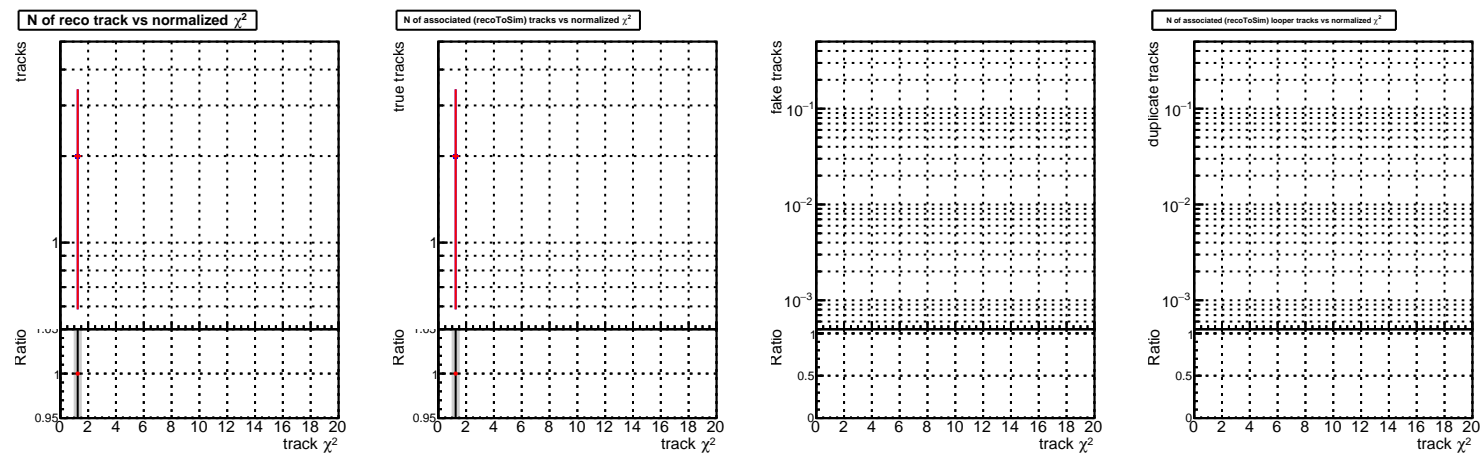 N of reco track vs normalized χ²
tracks
1
Ratio
1.05
1
0.95
0 2 4 6 8 10 12 14 16 18 20
track χ²
N of associated (recoToSim) tracks vs normalized χ²
true tracks
1
Ratio
1.05
1
0.95
0 2 4 6 8 10 12 14 16 18 20
track χ²
fake tracks
10⁻¹
10⁻²
10⁻³
Ratio
1
0.5
0
0 2 4 6 8 10 12 14 16 18 20
track χ²
N of associated (recoToSim) looper tracks vs normalized χ²
duplicate tracks
10⁻¹
10⁻²
10⁻³
Ratio
1
0.5
0
0 2 4 6 8 10 12 14 16 18 20
track χ²